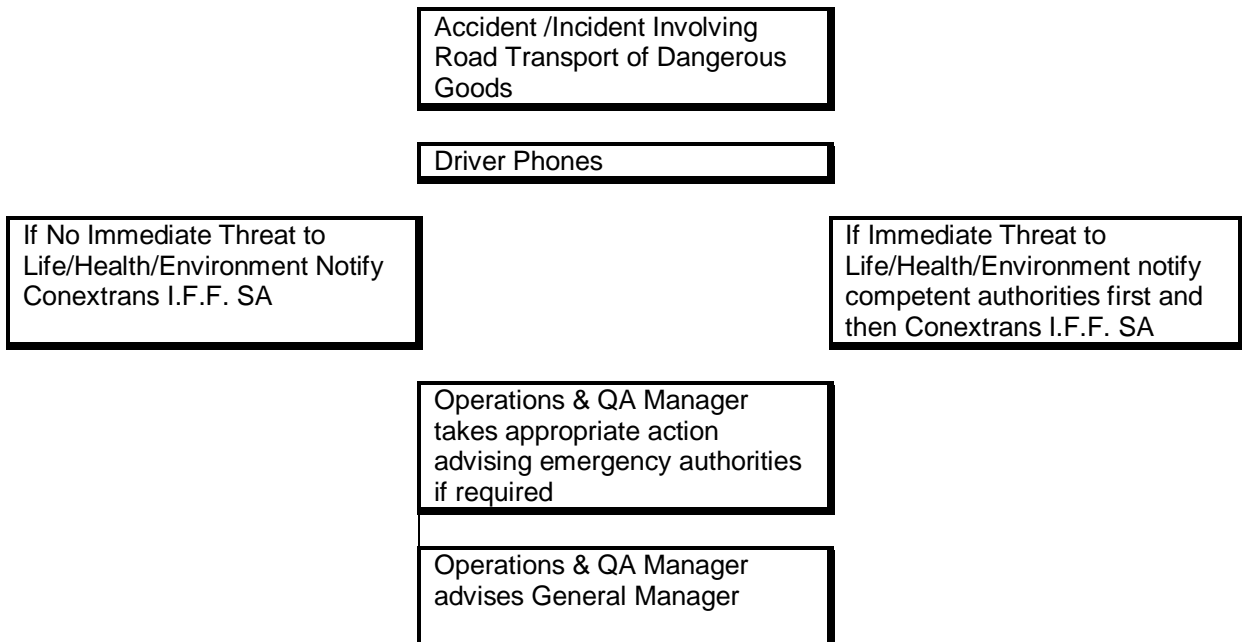 Accident /Incident Involving
Road Transport of Dangerous
Goods
Driver Phones
If No Immediate Threat to
Life/Health/Environment Notify
Conextrans I.F.F. SA
If Immediate Threat to
Life/Health/Environment notify
competent authorities first and
then Conextrans I.F.F. SA
Operations & QA Manager
takes appropriate action
advising emergency authorities
if required
Operations & QA Manager
advises General Manager